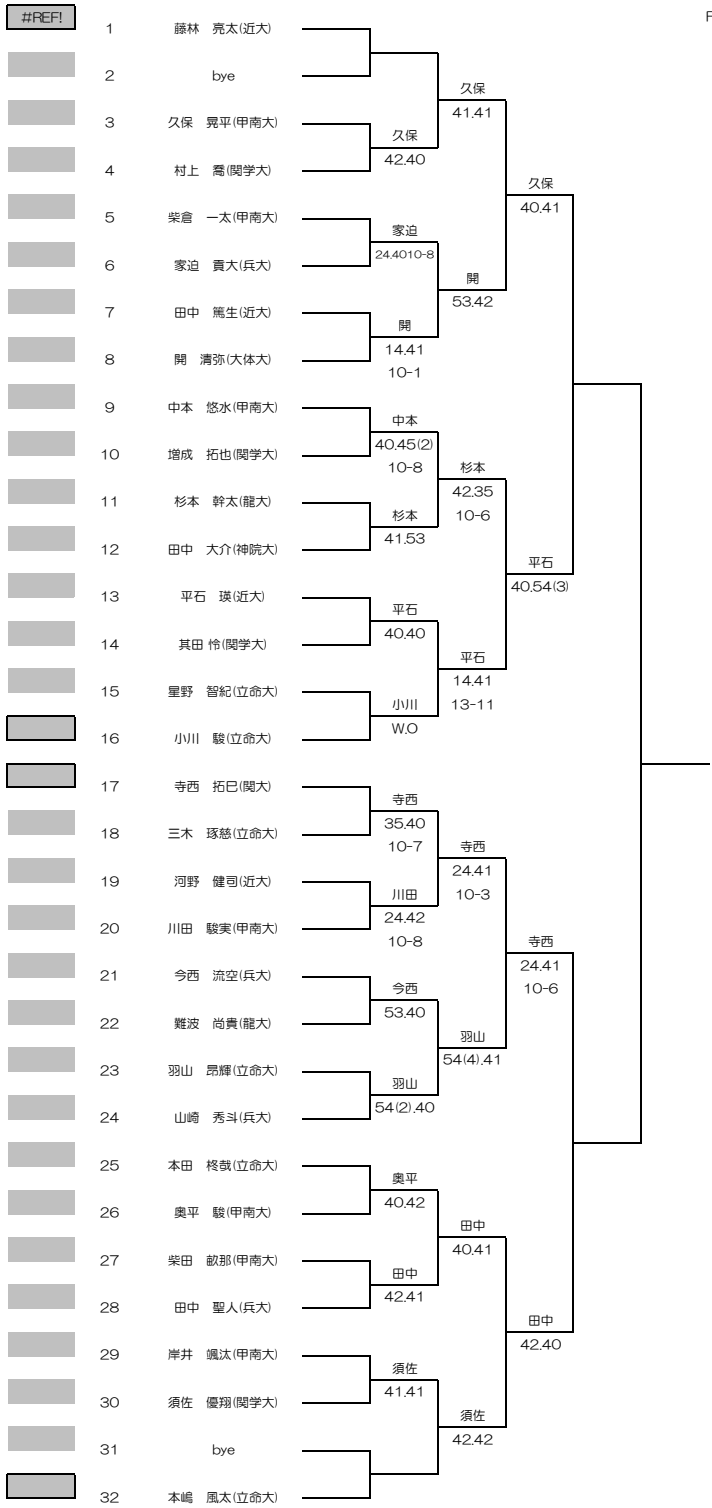 #REF!
1 藤林　亮太(近大)
2 bye
久保
41.41
3 久保　晃平(甲南大)
久保
42.40
4 村上　喬(関学大)
久保
40.41
5 柴倉　一太(甲南大)
家迫
24.4010-8
6 家迫　貢大(兵大)
開
53.42
7 田中　篤生(近大)
開
14.41
10-1
8 開　清弥(大体大)
9 中本　悠水(甲南大)
中本
40.45(2)
10-8
10 増成　拓也(関学大)
杉本
42.35
10-6
11 杉本　幹太(龍大)
杉本
41.53
12 田中　大介(神院大)
平石
40.54(3)
13 平石　瑛(近大)
平石
40.40
14 其田 怜(関学大)
平石
14.41
13-11
15 星野　智紀(立命大)
小川
W.O
16 小川　駿(立命大)
17 寺西　拓巳(関大)
寺西
35.40
10-7
18 三木　琢慈(立命大)
寺西
24.41
10-3
19 河野　健司(近大)
川田
24.42
10-8
20 川田　駿実(甲南大)
寺西
24.41
10-6
21 今西　流空(兵大)
今西
53.40
22 難波　尚貴(龍大)
羽山
54(4).41
23 羽山　昂輝(立命大)
羽山
54(2).40
24 山崎　秀斗(兵大)
25 本田　柊哉(立命大)
奥平
40.42
26 奥平　駿(甲南大)
田中
40.41
27 柴田　畝那(甲南大)
田中
42.41
28 田中　聖人(兵大)
田中
42.40
29 岸井　颯汰(甲南大)
須佐
41.41
30 須佐　優翔(関学大)
須佐
42.42
31 bye
32 本嶋　風太(立命大)